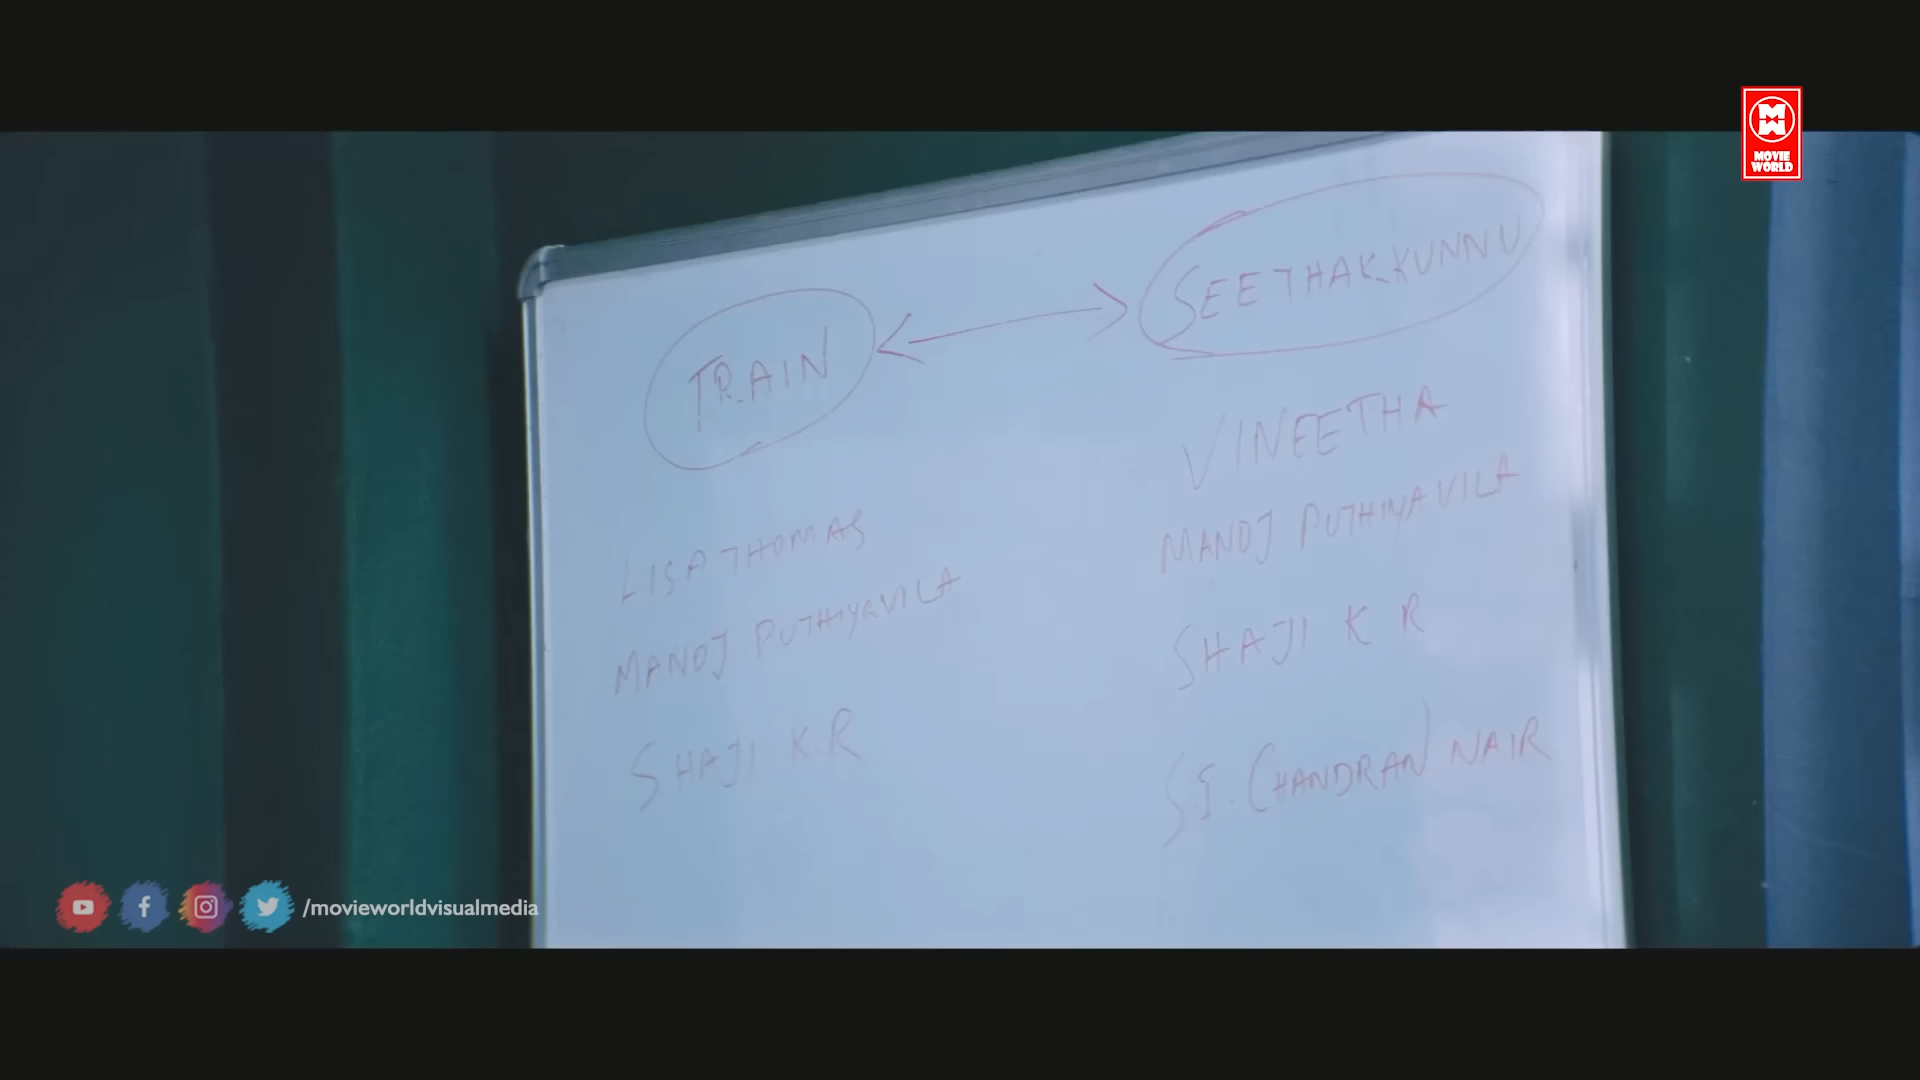 MOVIE
WORLD
TRAIN
SEETHAKKUNNU
LISA THOMAS
MANOJ PUTHIYAVILA
SHAJI K.R
VINEETHA
MANOJ PUTHIYAVILA
SHAJI K R
S.I. CHANDRAN NAIR
/movieworldvisualmedia